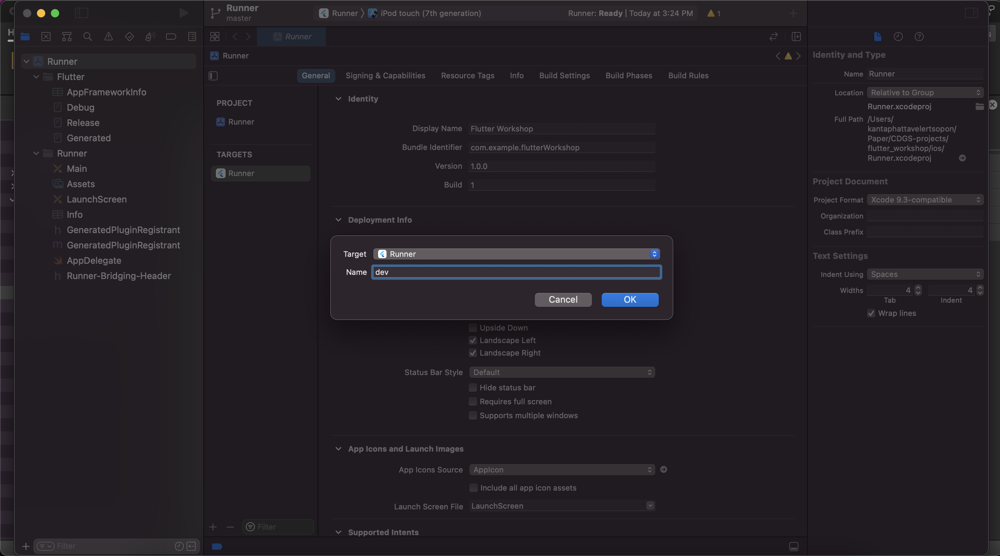 Runner
master
Runner
iPod touch (7th generation)
Runner: Ready | Today at 3:24 PM
1
Runner
Runner
Flutter
AppFrameworkInfo
Debug
Release
Generated
Runner
Main
Assets
LaunchScreen
Info
GeneratedPluginRegistrant
GeneratedPluginRegistrant
AppDelegate
Runner-Bridging-Header
Filter
Runner
General
Signing & Capabilities
Resource Tags
Info
Build Settings
Build Phases
Build Rules
PROJECT
Runner
TARGETS
Runner
Filter
Identity
Display Name Flutter Workshop
Bundle Identifier com.example.flutterWorkshop
Version 1.0.0
Build 1
Deployment Info
Target Runner
Name dev
Cancel OK
Upside Down
Landscape Left
Landscape Right
Status Bar Style Default
Hide status bar
Requires full screen
Supports multiple windows
App Icons and Launch Images
App Icons Source AppIcon
Include all app icon assets
Launch Screen File LaunchScreen
Supported Intents
Identity and Type
Name Runner
Location Relative to Group
Runner.xcodeproj
Full Path /Users/
kantaphattavelertsopon/
Paper/CDGS-projects/
flutter_workshop/ios/
Runner.xcodeproj
Project Document
Project Format Xcode 9.3-compatible
Organization
Class Prefix
Text Settings
Indent Using Spaces
Widths 4 4
Tab Indent
Wrap lines